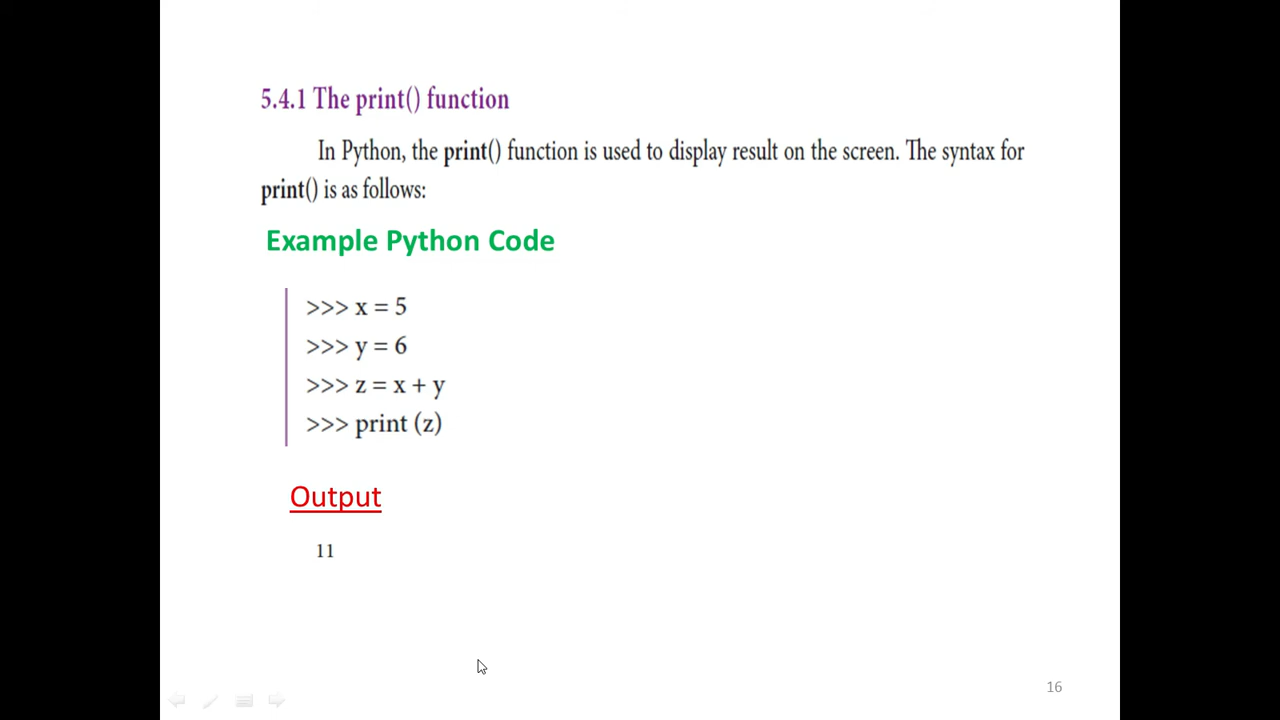 5.4.1 The print() function
In Python, the print() function is used to display result on the screen. The syntax for
print() is as follows:
Example Python Code
>>> x = 5
>>> y = 6
>>> z = x + y
>>> print (z)
Output
11
16